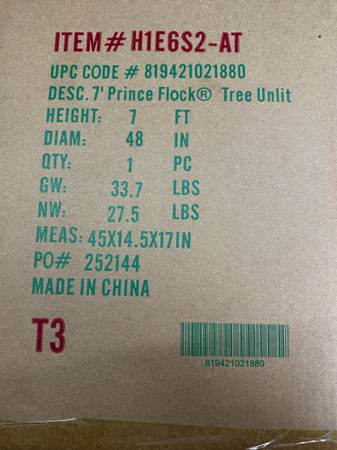 ITEM# H1E6S2-AT
UPC CODE # 819421021880
DESC. 7' Prince Flock® Tree Unlit
HEIGHT: 7 FT
DIAM: 48 IN
QTY: 1 PC
GW: 33.7 LBS
NW: 27.5 LBS
MEAS: 45X14.5X17IN
PO# 252144
MADE IN CHINA
T3
819421021880